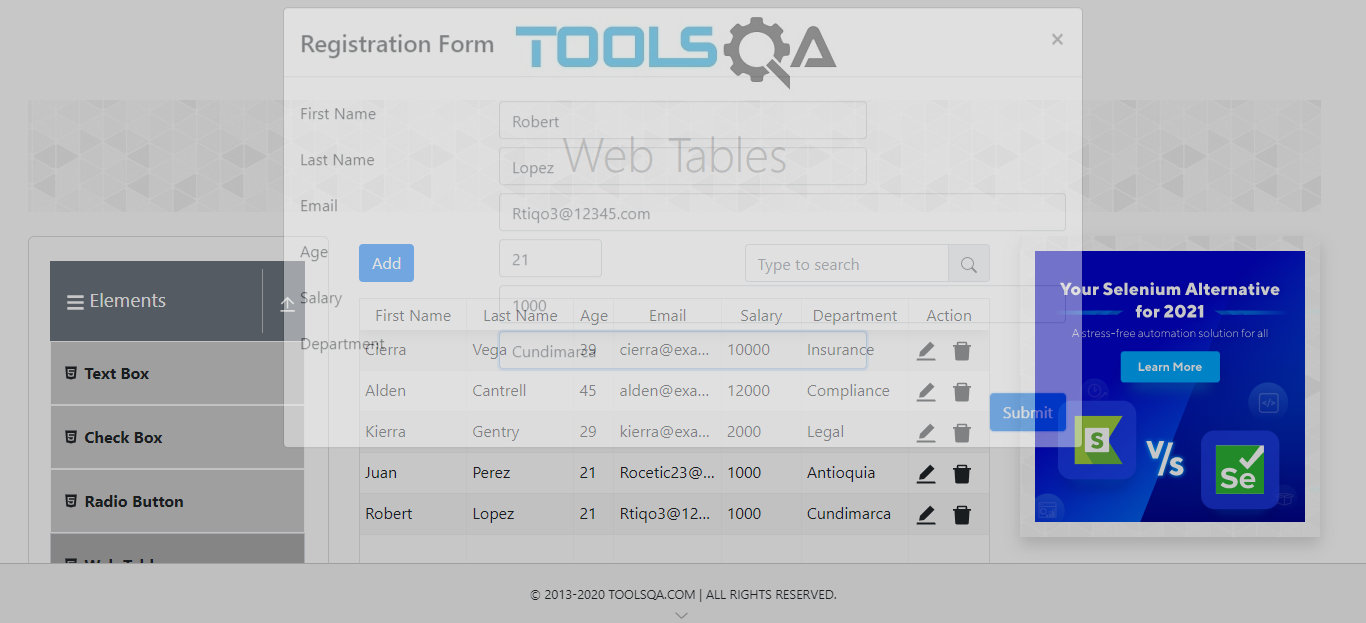 TOOLSQA
Registration Form
×
First Name
Robert
Web Tables
Last Name
Lopez
Email
Rtiqo3@12345.com
Age
21
Add
Type to search
Salary
1000
Department
Cundimarca
Submit
Elements
Text Box
Check Box
Radio Button
Web Tabl
First Name Last Name Age Email Salary Department Action
Cierra Vega 39 cierra@exa... 10000 Insurance
Alden Cantrell 45 alden@exa... 12000 Compliance
Kierra Gentry 29 kierra@exa... 2000 Legal
Juan Perez 21 Rocetic23@... 1000 Antioquia
Robert Lopez 21 Rtiqo3@12... 1000 Cundimarca
Your Selenium Alternative
for 2021
A stress-free automation solution for all
Learn More
S
V/s
Se
© 2013-2020 TOOLSQA.COM | ALL RIGHTS RESERVED.